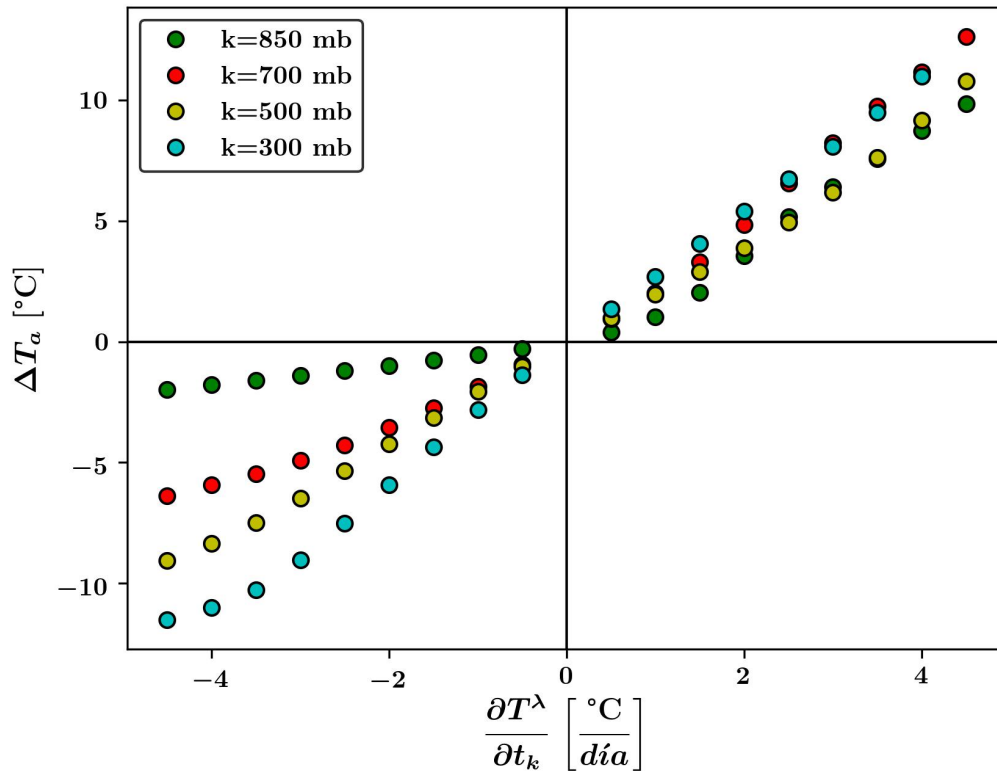 k=850 mb
k=700 mb
k=500 mb
k=300 mb
10
5
0
−5
−10
ΔTₐ [°C]
−4 −2 0 2 4
∂T^λ/∂t_k [°C/día]